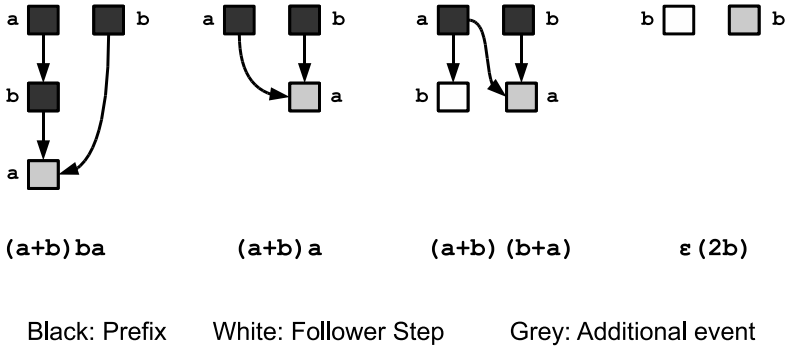 a b a b a b b b
b a b a
a
(a+b)ba (a+b)a (a+b)(b+a) ε(2b)
Black: Prefix White: Follower Step Grey: Additional event